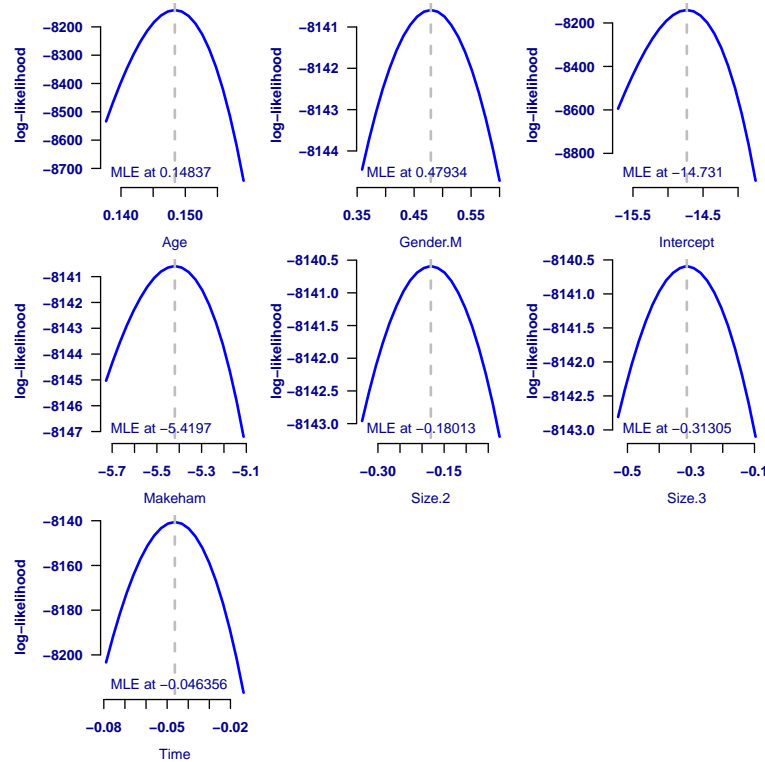 log−likelihood
−8200
−8300
−8400
−8500
−8600
−8700
MLE at 0.14837
0.140 0.150
Age
log−likelihood
−8141
−8142
−8143
−8144
MLE at 0.47934
0.35 0.45 0.55
Gender.M
log−likelihood
−8200
−8400
−8600
−8800
MLE at −14.731
−15.5 −14.5
Intercept
log−likelihood
−8141
−8142
−8143
−8144
−8145
−8146
−8147
MLE at −5.4197
−5.7 −5.5 −5.3 −5.1
Makeham
log−likelihood
−8140.5
−8141.0
−8141.5
−8142.0
−8142.5
−8143.0
MLE at −0.18013
−0.30 −0.15
Size.2
log−likelihood
−8140.5
−8141.0
−8141.5
−8142.0
−8142.5
−8143.0
MLE at −0.31305
−0.5 −0.3 −0.1
Size.3
log−likelihood
−8140
−8160
−8180
−8200
MLE at −0.046356
−0.08 −0.05 −0.02
Time